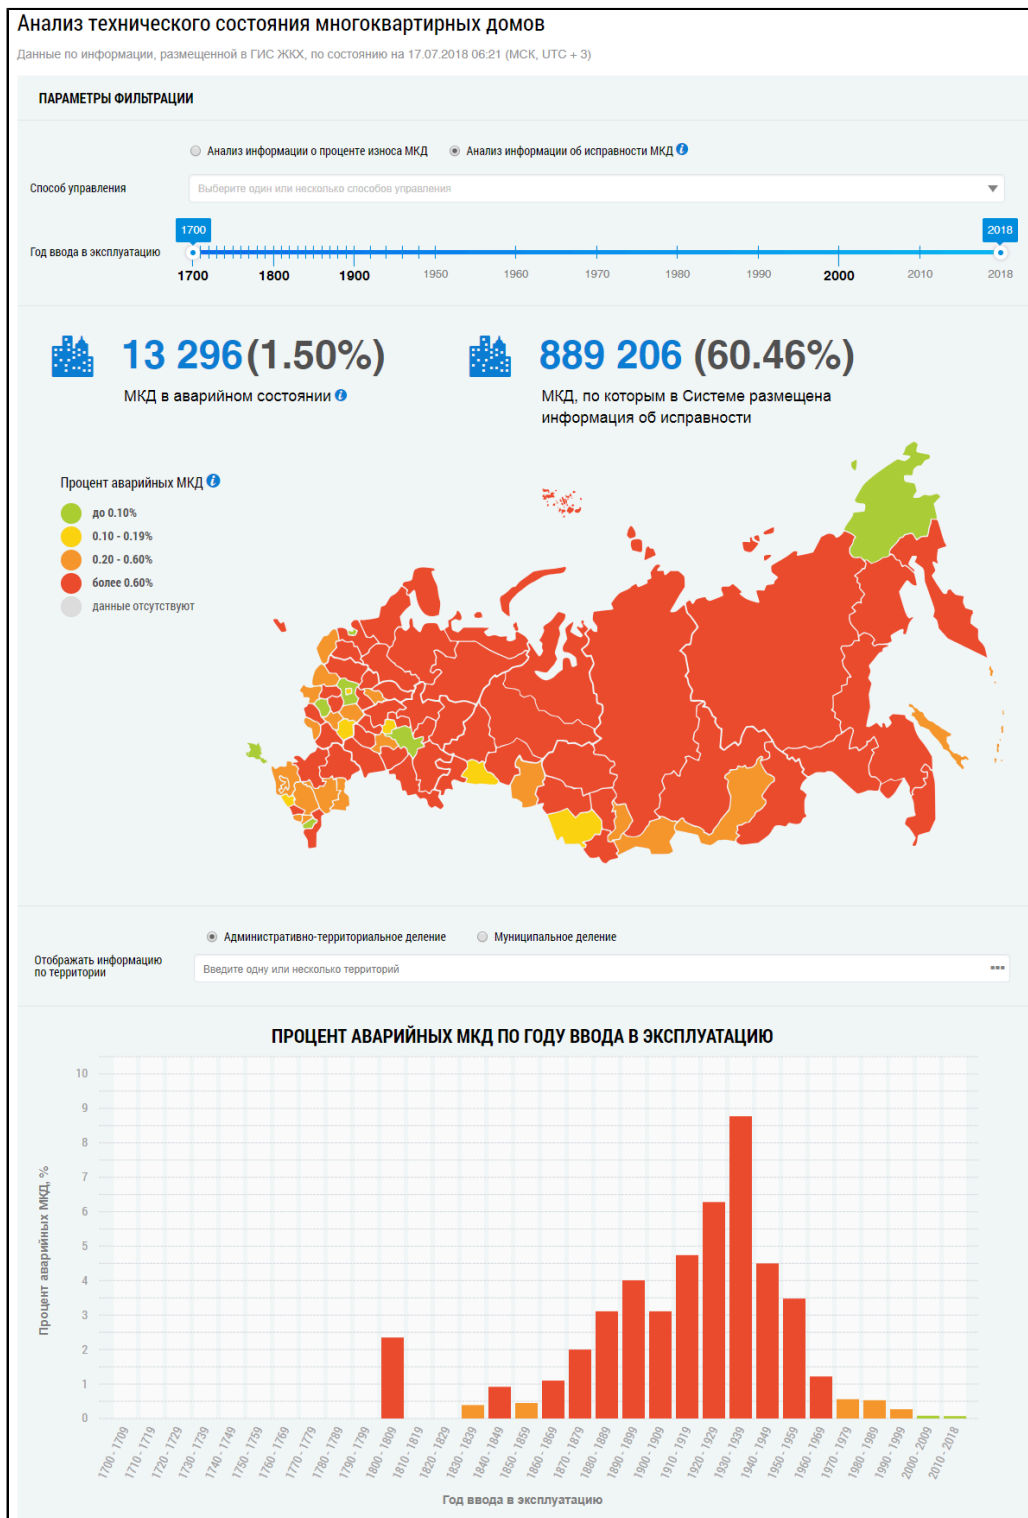 Анализ технического состояния многоквартирных домов
Данные по информации, размещенной в ГИС ЖКХ, по состоянию на 17.07.2018 06:21 (МСК, UTC + 3)
ПАРАМЕТРЫ ФИЛЬТРАЦИИ
Анализ информации о проценте износа МКД Анализ информации об исправности МКД
Способ управления Выберите один или несколько способов управления
1700 2018
Год ввода в эксплуатацию
1700 1800 1900 1950 1960 1970 1980 1990 2000 2010 2018
13 296 (1.50%) 889 206 (60.46%)
МКД в аварийном состоянии МКД, по которым в Системе размещена
информация об исправности
Процент аварийных МКД
до 0.10%
0.10 - 0.19%
0.20 - 0.60%
более 0.60%
данные отсутствуют
Административно-территориальное деление Муниципальное деление
Отображать информацию
по территории
Введите одну или несколько территорий
ПРОЦЕНТ АВАРИЙНЫХ МКД ПО ГОДУ ВВОДА В ЭКСПЛУАТАЦИЮ
Процент аварийных МКД, %
10
9
8
7
6
5
4
3
2
1
0
1700 - 1709
1710 - 1719
1720 - 1729
1730 - 1739
1740 - 1749
1750 - 1759
1760 - 1769
1770 - 1779
1780 - 1789
1790 - 1799
1800 - 1809
1810 - 1819
1820 - 1829
1830 - 1839
1840 - 1849
1850 - 1859
1860 - 1869
1870 - 1879
1880 - 1889
1890 - 1899
1900 - 1909
1910 - 1919
1920 - 1929
1930 - 1939
1940 - 1949
1950 - 1959
1960 - 1969
1970 - 1979
1980 - 1989
1990 - 1999
2000 - 2009
2010 - 2018
Год ввода в эксплуатацию